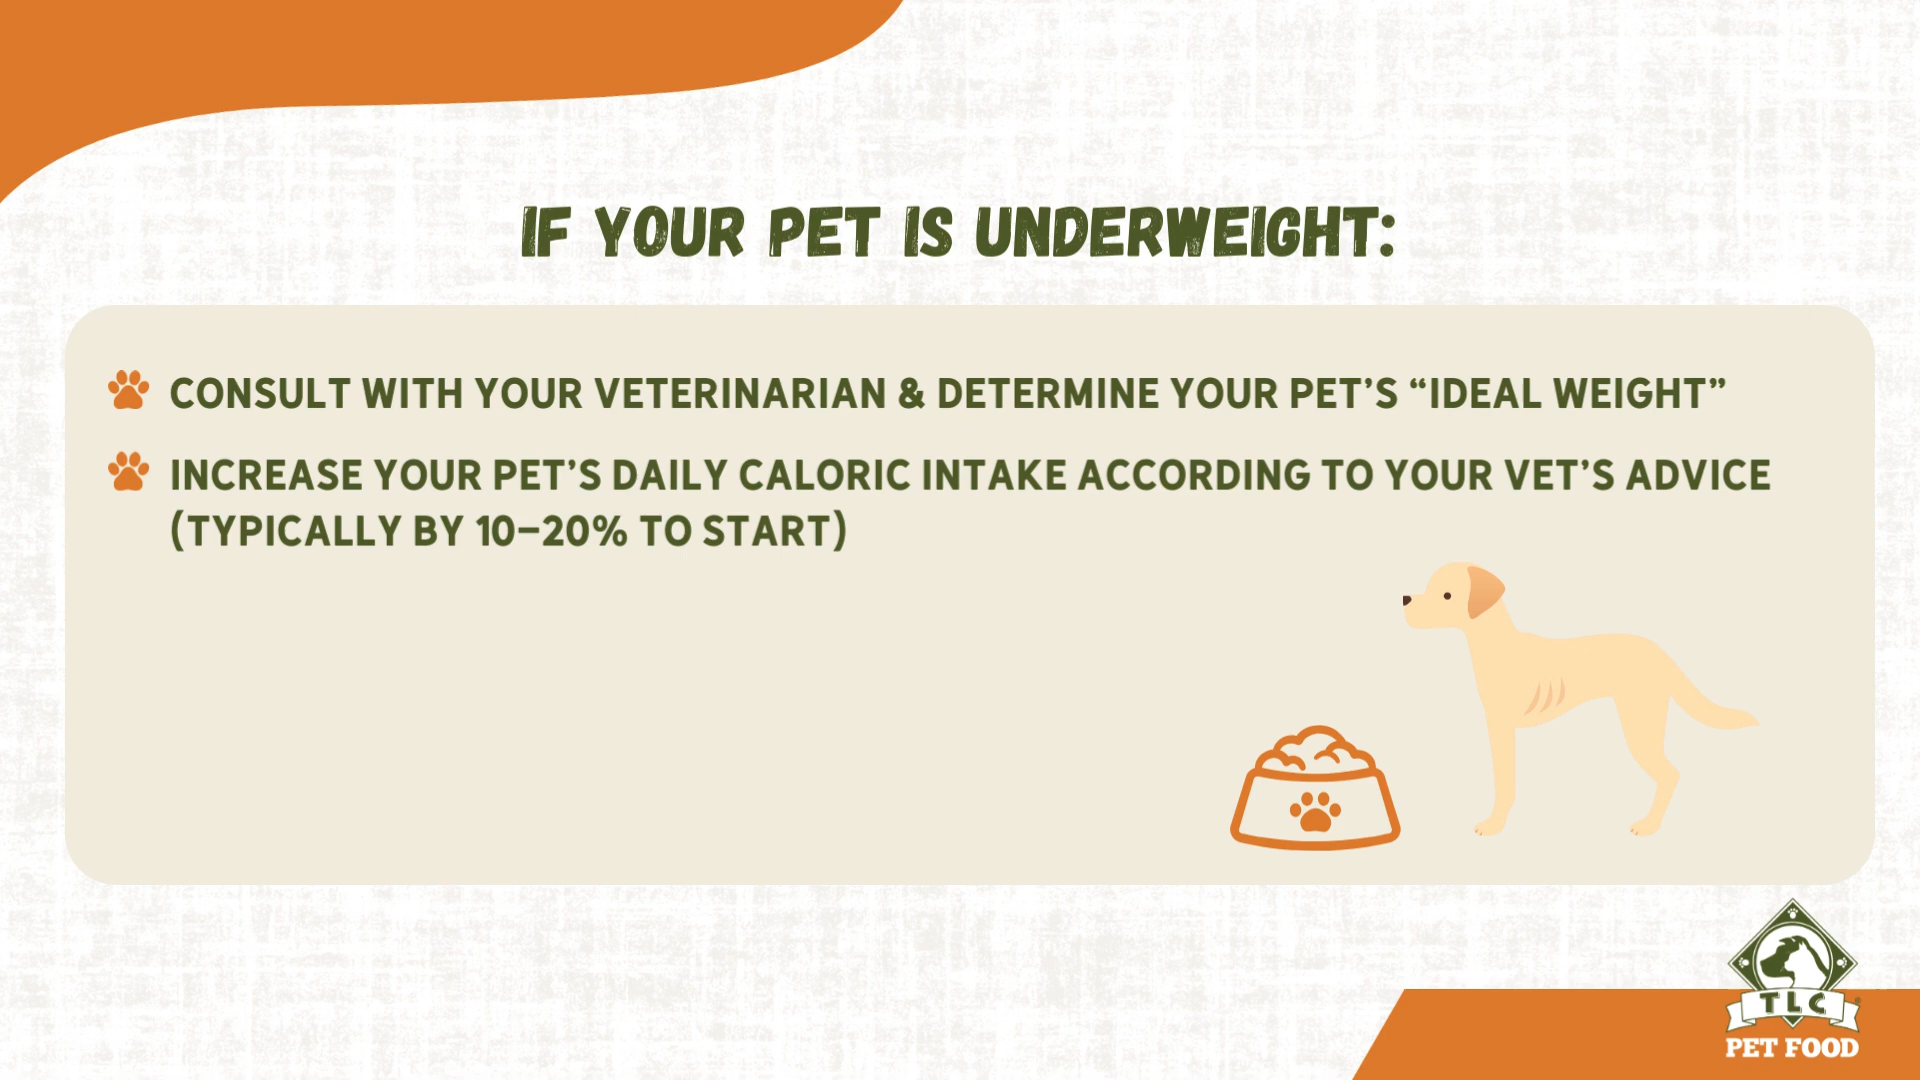 IF YOUR PET IS UNDERWEIGHT:
CONSULT WITH YOUR VETERINARIAN & DETERMINE YOUR PET’S “IDEAL WEIGHT”
INCREASE YOUR PET’S DAILY CALORIC INTAKE ACCORDING TO YOUR VET’S ADVICE
(TYPICALLY BY 10–20% TO START)
TLC®
PET FOOD